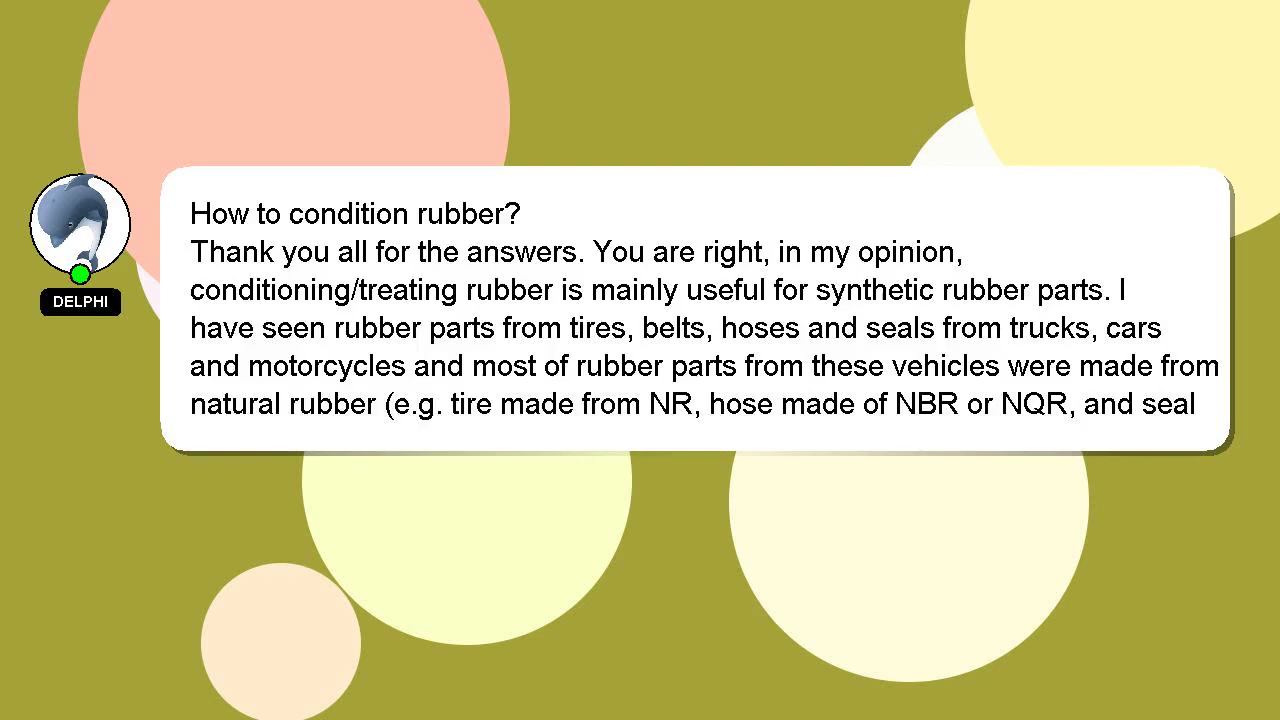 How to condition rubber?
Thank you all for the answers. You are right, in my opinion,
conditioning/treating rubber is mainly useful for synthetic rubber parts. I
have seen rubber parts from tires, belts, hoses and seals from trucks, cars
and motorcycles and most of rubber parts from these vehicles were made from
natural rubber (e.g. tire made from NR, hose made of NBR or NQR, and seal
DELPHI